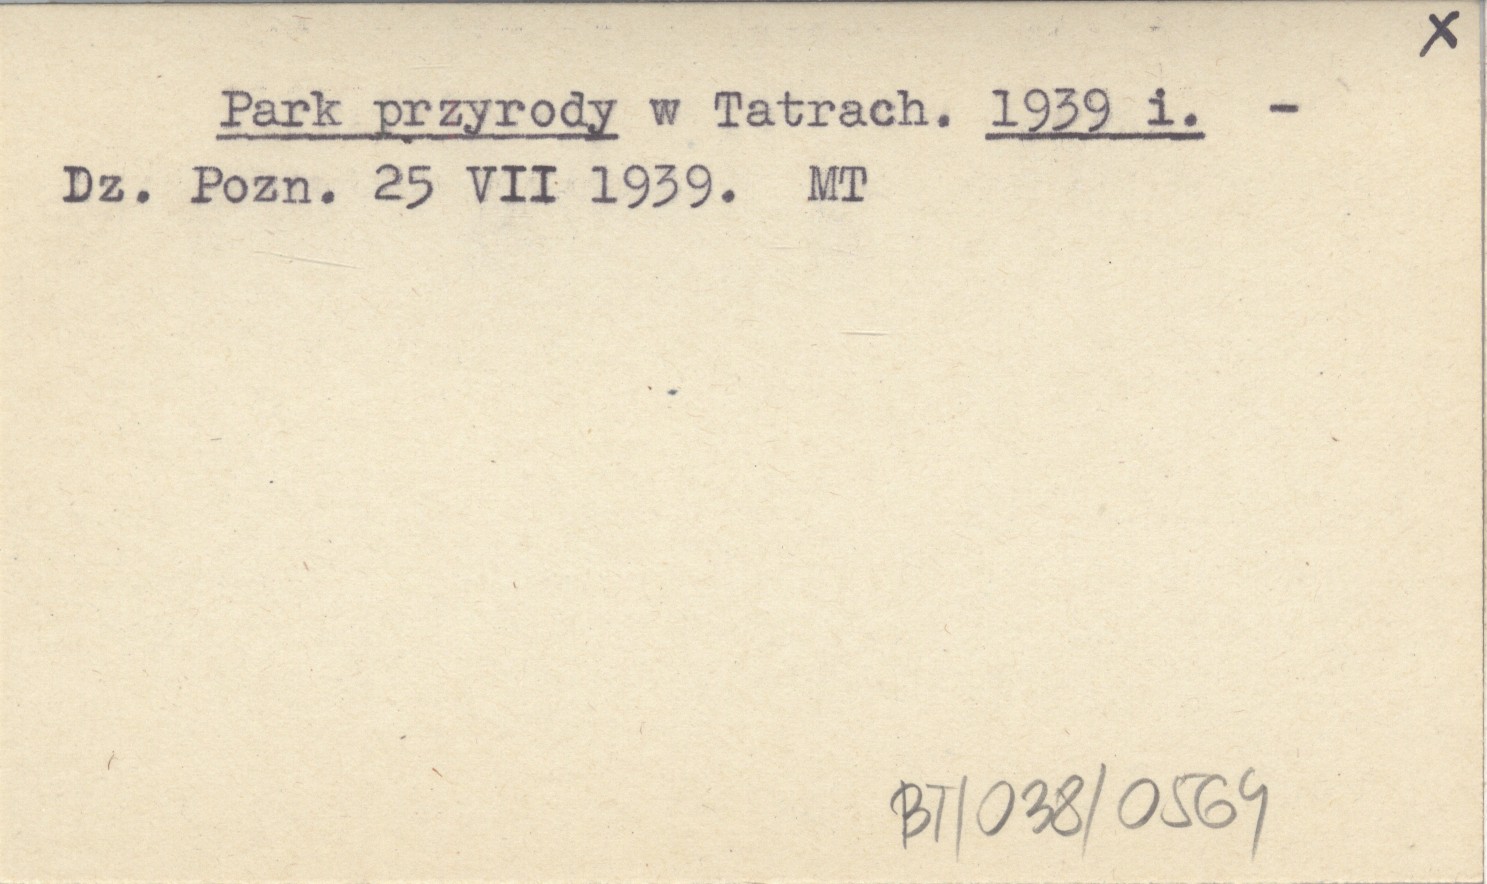 x
Park przyrody w Tatrach. 1939 i. -
Dz. Pozn. 25 VII 1939. MT
BT/038/0569